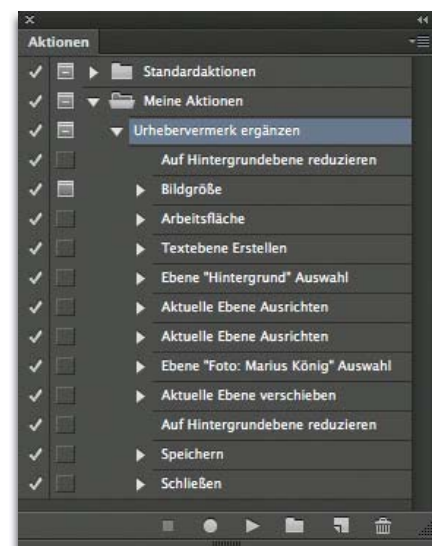 Aktionen
Standardaktionen
Meine Aktionen
Urhebervermerk ergänzen
Auf Hintergrundebene reduzieren
Bildgröße
Arbeitsfläche
Textebene Erstellen
Ebene "Hintergrund" Auswahl
Aktuelle Ebene Ausrichten
Aktuelle Ebene Ausrichten
Ebene "Foto: Marius König" Auswahl
Aktuelle Ebene verschieben
Auf Hintergrundebene reduzieren
Speichern
Schließen